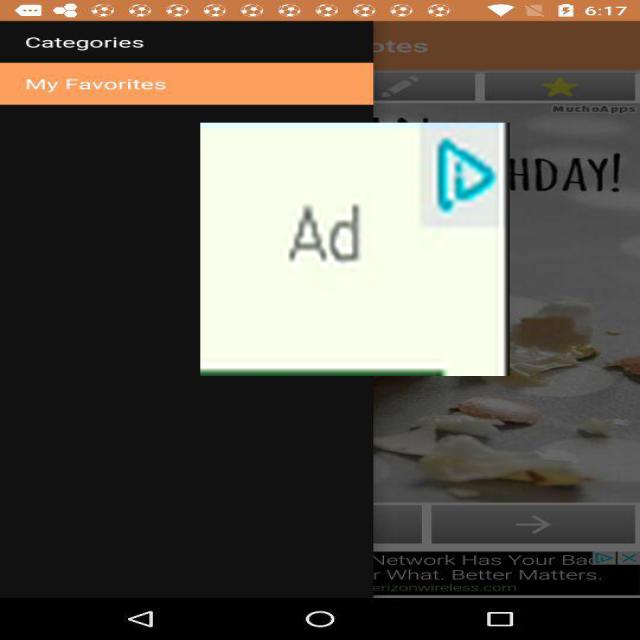 6:17
Categories
otes
My Favorites
MuchoApps
HDAY!
Ad
Network Has Your Bac
r What. Better Matters.
erizonwireless.com